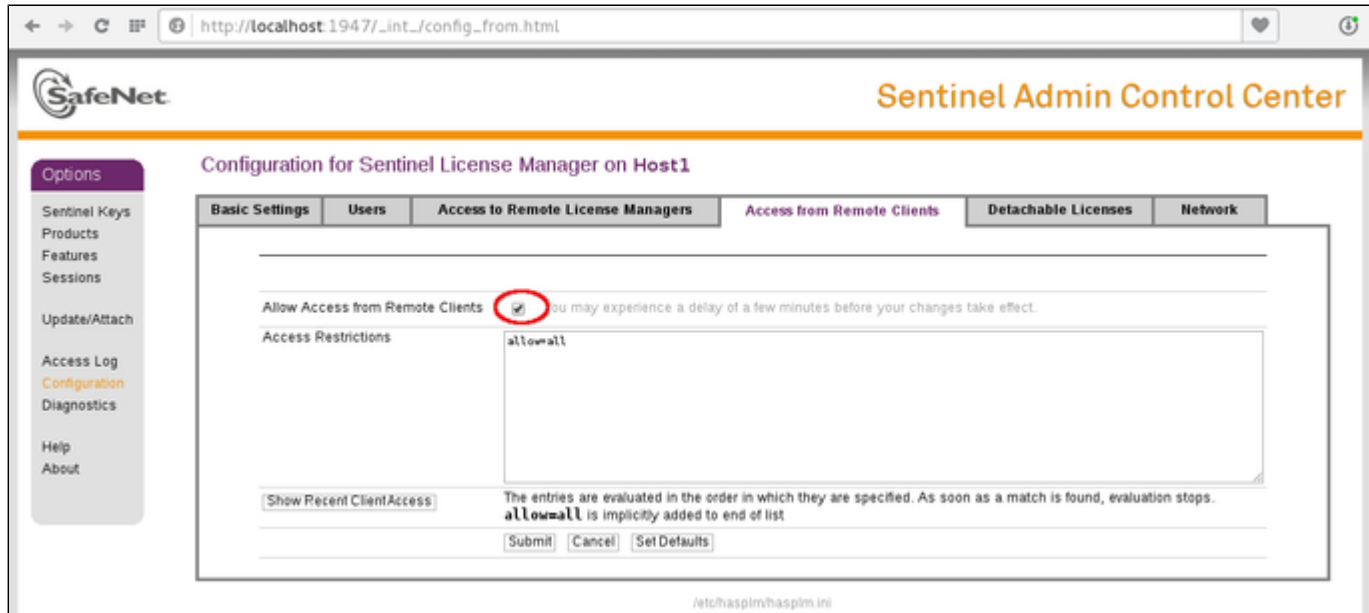 http://localhost:1947/_int_/config_from.html
SafeNet.
Sentinel Admin Control Center
Options
Sentinel Keys
Products
Features
Sessions
Update/Attach
Access Log
Configuration
Diagnostics
Help
About
Configuration for Sentinel License Manager on Host1
Basic Settings Users Access to Remote License Managers Access from Remote Clients Detachable Licenses Network
Allow Access from Remote Clients You may experience a delay of a few minutes before your changes take effect.
Access Restrictions
allow=all
Show Recent Client Access
The entries are evaluated in the order in which they are specified. As soon as a match is found, evaluation stops.
allow=all is implicitly added to end of list
Submit Cancel Set Defaults
/etc/hasplm/hasplm.ini